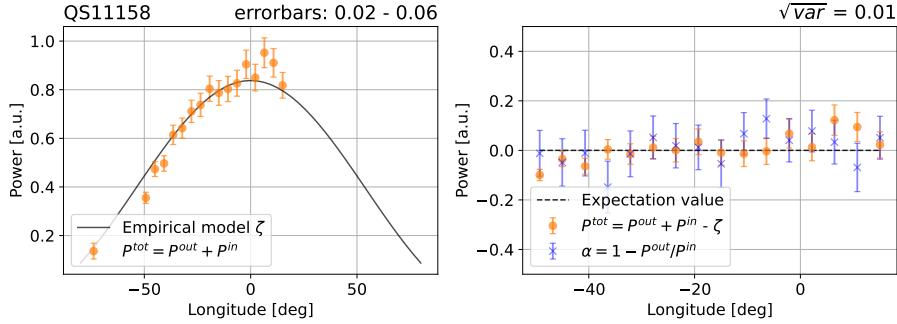 QS11158 errorbars: 0.02 - 0.06
Power [a.u.]
1.0
0.8
0.6
0.4
0.2
Empirical model ζ
P^{tot} = P^{out} + P^{in}
−50 0 50
Longitude [deg]
√var = 0.01
Power [a.u.]
0.4
0.2
0.0
−0.2
−0.4
Expectation value
P^{tot} = P^{out} + P^{in} - ζ
α = 1 − P^{out}/P^{in}
−40 −20 0
Longitude [deg]